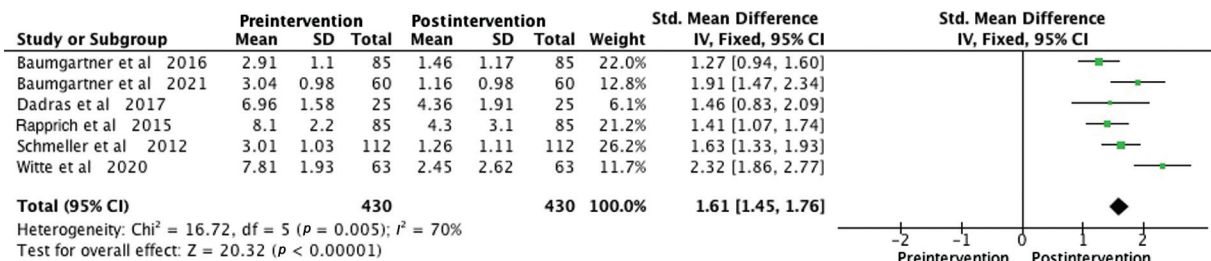 Preintervention Postintervention Std. Mean Difference Std. Mean Difference
Study or Subgroup Mean SD Total Mean SD Total Weight IV, Fixed, 95% CI IV, Fixed, 95% CI
Baumgartner et al 2016 2.91 1.1 85 1.46 1.17 85 22.0% 1.27 [0.94, 1.60]
Baumgartner et al 2021 3.04 0.98 60 1.16 0.98 60 12.8% 1.91 [1.47, 2.34]
Dadras et al 2017 6.96 1.58 25 4.36 1.91 25 6.1% 1.46 [0.83, 2.09]
Rapprich et al 2015 8.1 2.2 85 4.3 3.1 85 21.2% 1.41 [1.07, 1.74]
Schmeller et al 2012 3.01 1.03 112 1.26 1.11 112 26.2% 1.63 [1.33, 1.93]
Witte et al 2020 7.81 1.93 63 2.45 2.62 63 11.7% 2.32 [1.86, 2.77]
Total (95% CI) 430 430 100.0% 1.61 [1.45, 1.76]
Heterogeneity: Chi² = 16.72, df = 5 (p = 0.005); I² = 70%
Test for overall effect: Z = 20.32 (p < 0.00001)
-2 -1 0 1 2
Preintervention Postintervention